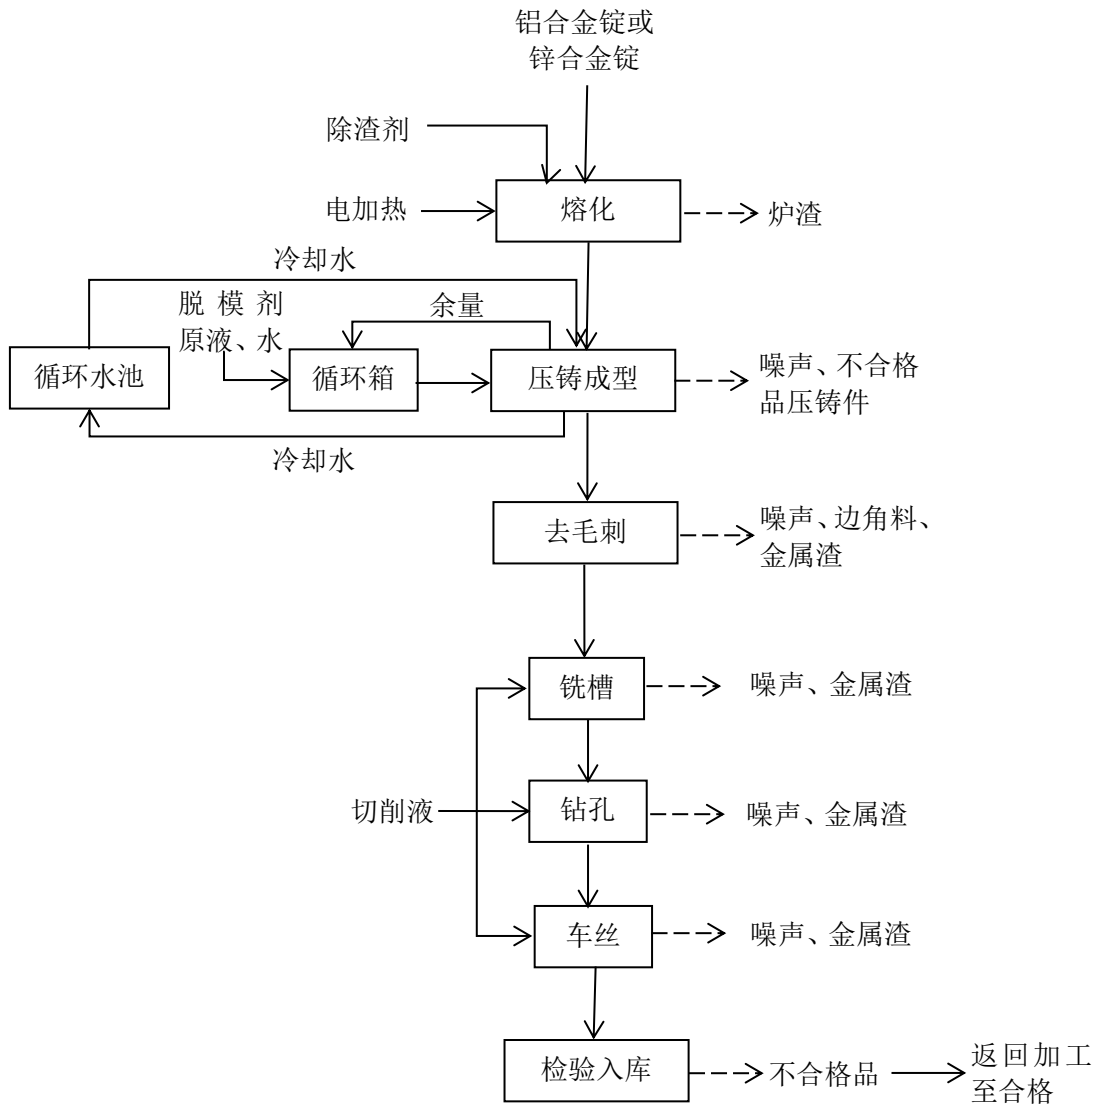 铝合金锭或
锌合金锭
除渣剂
电加热
熔化
炉渣
冷却水
脱模剂
原液、水
余量
循环水池
循环箱
压铸成型
噪声、不合格
品压铸件
冷却水
去毛刺
噪声、边角料、
金属渣
铣槽
噪声、金属渣
切削液
钻孔
噪声、金属渣
车丝
噪声、金属渣
检验入库
不合格品
返回加工
至合格